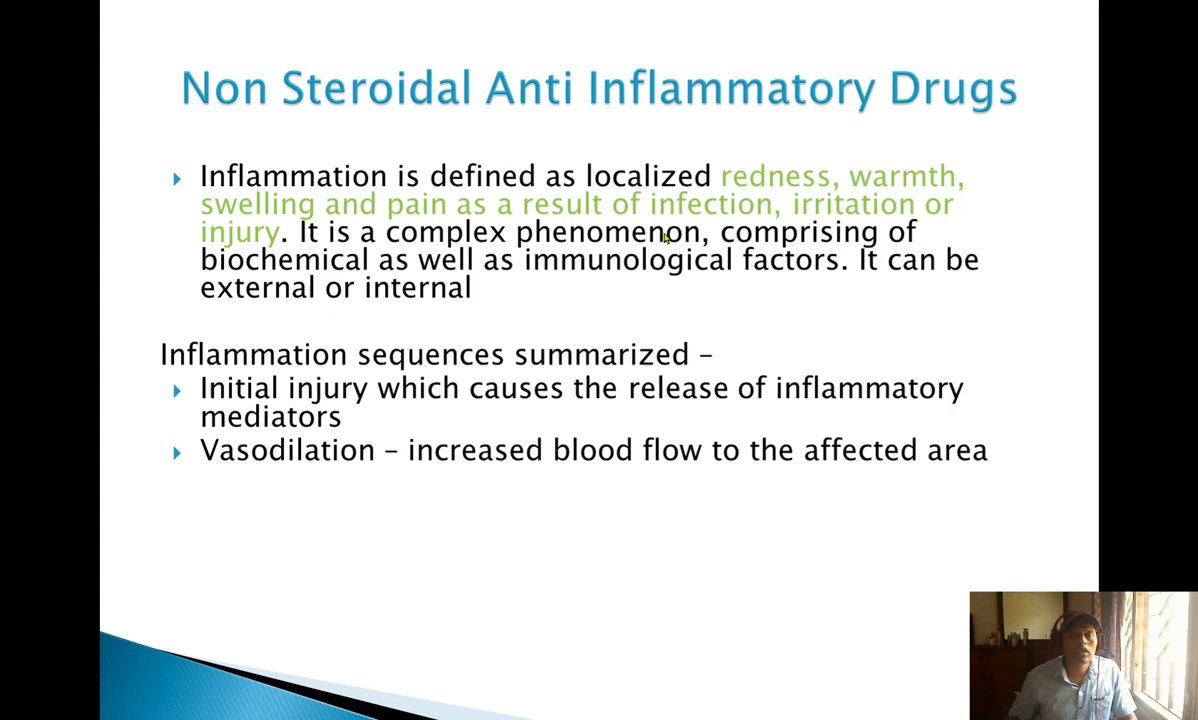 Non Steroidal Anti Inflammatory Drugs
Inflammation is defined as localized redness, warmth,
swelling and pain as a result of infection, irritation or
injury. It is a complex phenomenon, comprising of
biochemical as well as immunological factors. It can be
external or internal
Inflammation sequences summarized –
Initial injury which causes the release of inflammatory
mediators
Vasodilation – increased blood flow to the affected area